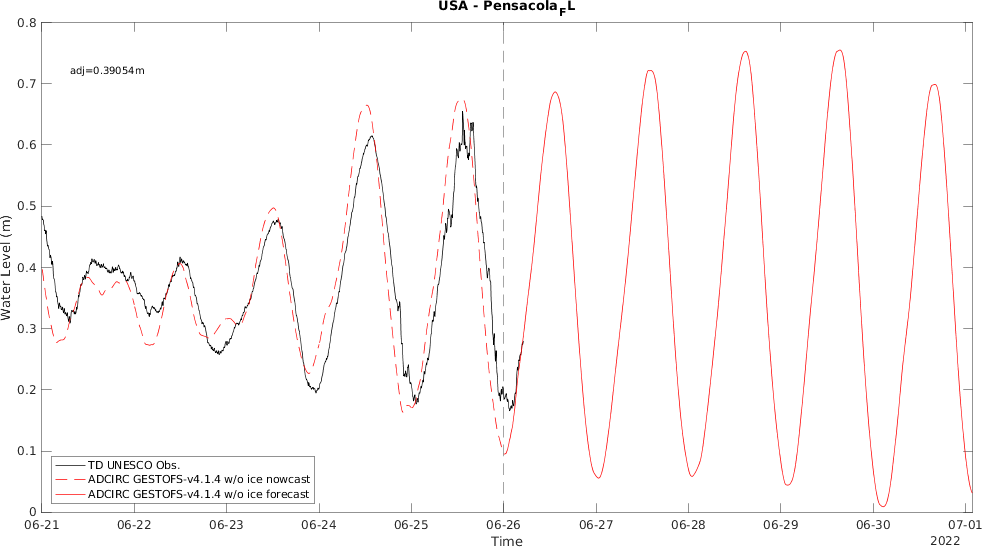 USA - Pensacola_FL
adj=0.39054m
Water Level (m)
0.8
0.7
0.6
0.5
0.4
0.3
0.2
0.1
0
TD UNESCO Obs.
ADCIRC GESTOFS-v4.1.4 w/o ice nowcast
ADCIRC GESTOFS-v4.1.4 w/o ice forecast
06-21 06-22 06-23 06-24 06-25 06-26 06-27 06-28 06-29 06-30 07-01
Time
2022